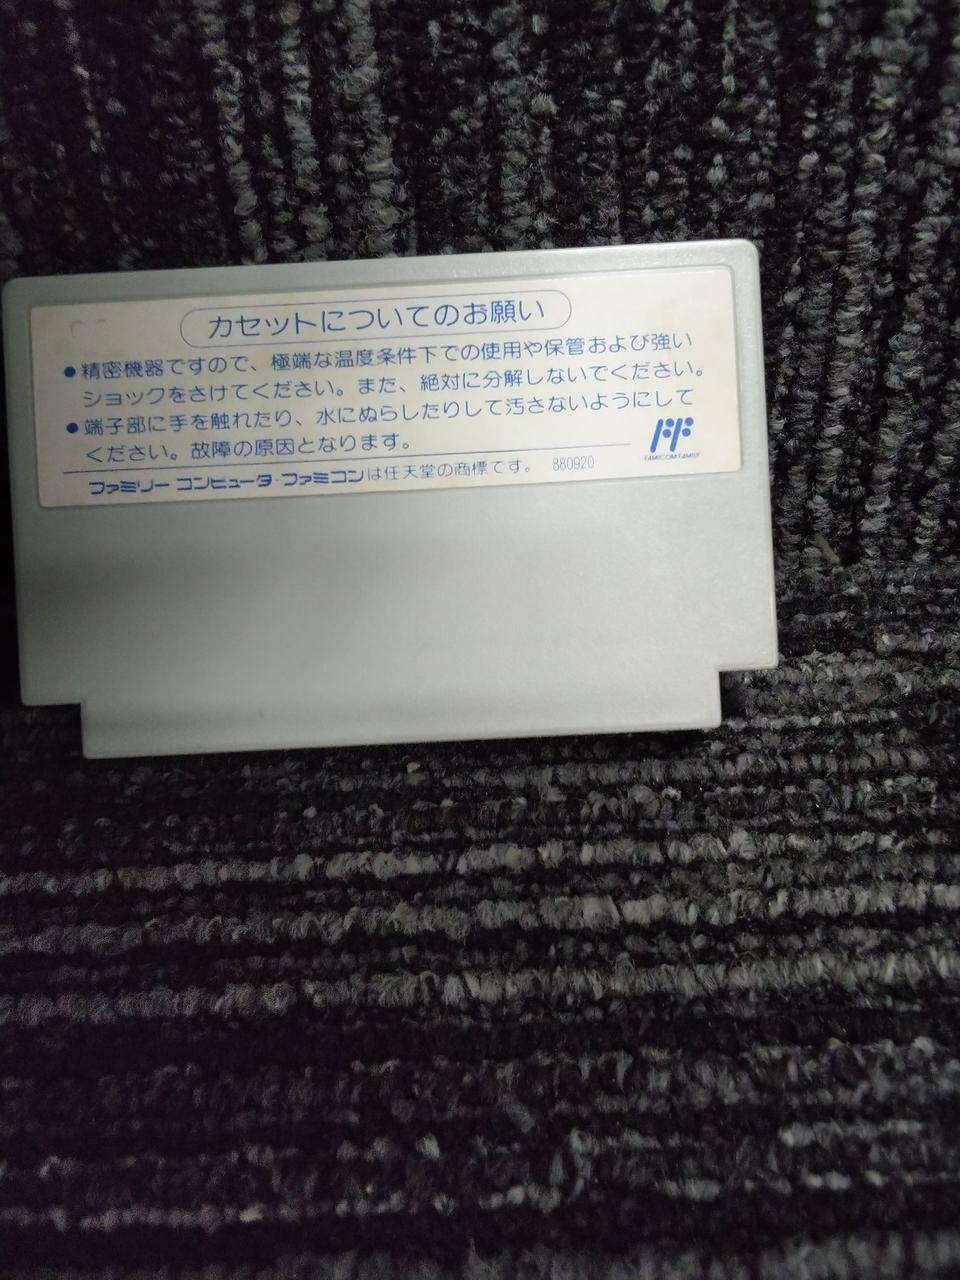 カセットについてのお願い
●精密機器ですので、極端な温度条件下での使用や保管および強い
ショックをさけてください。また、絶対に分解しないでください。
●端子部に手を触れたり、水にぬらしたりして汚さないようにして
ください。故障の原因となります。
FF
FAMICOM FAMILY
ファミリー コンピュータ・ファミコンは任天堂の商標です。 880920